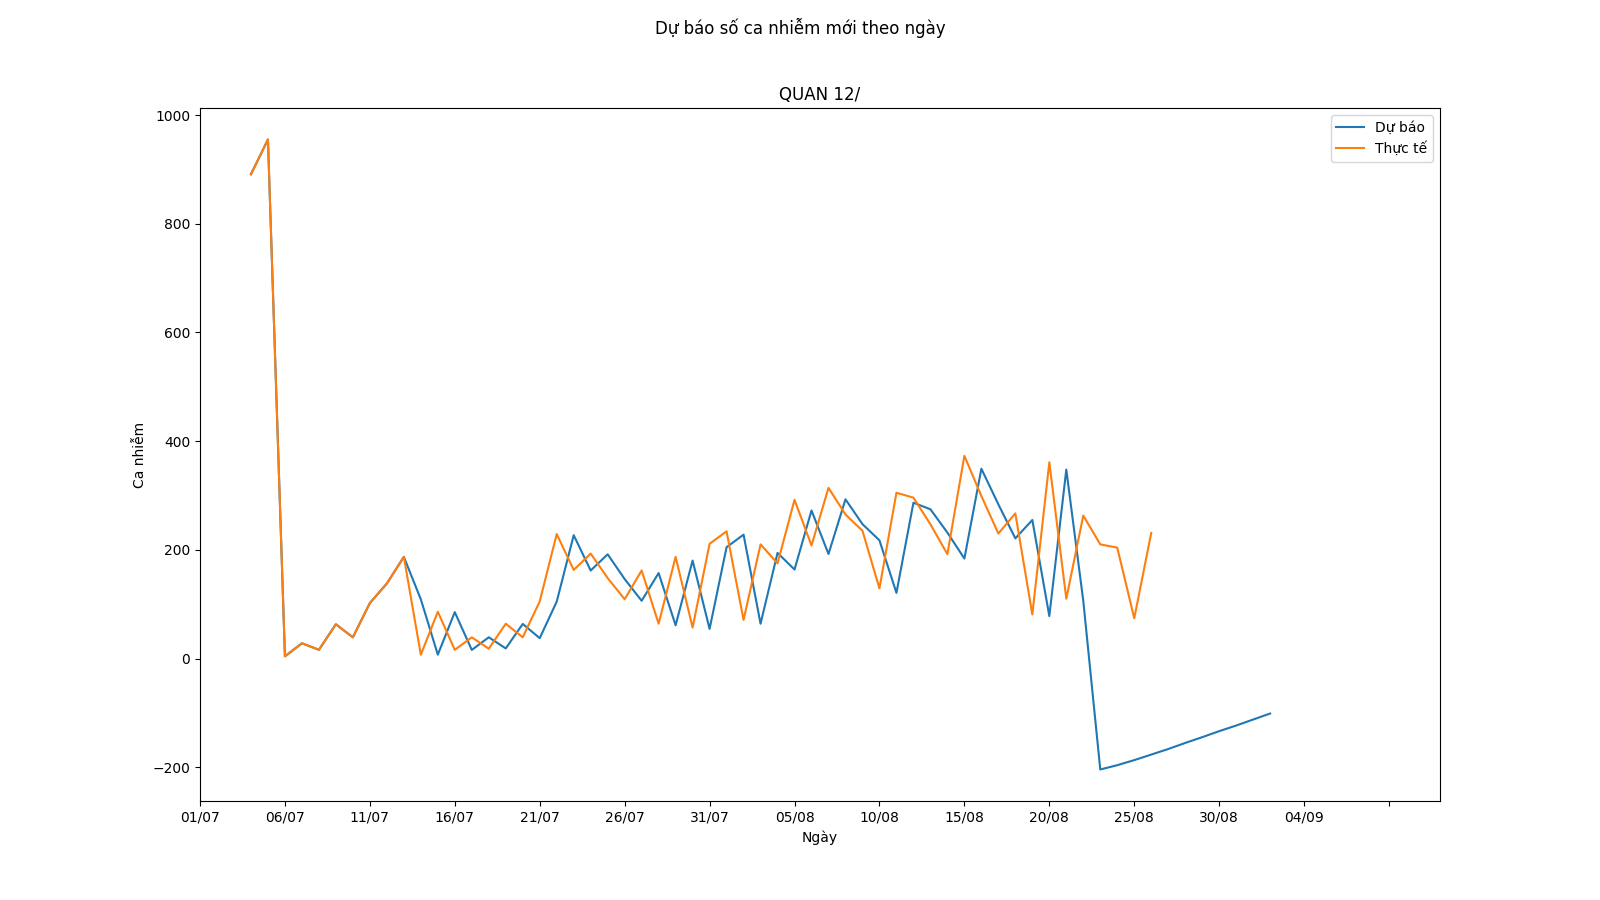 Dự báo số ca nhiễm mới theo ngày
QUAN 12/
Dự báo
Thực tế
Ca nhiễm
1000
800
600
400
200
0
−200
01/07 06/07 11/07 16/07 21/07 26/07 31/07 05/08 10/08 15/08 20/08 25/08 30/08 04/09
Ngày